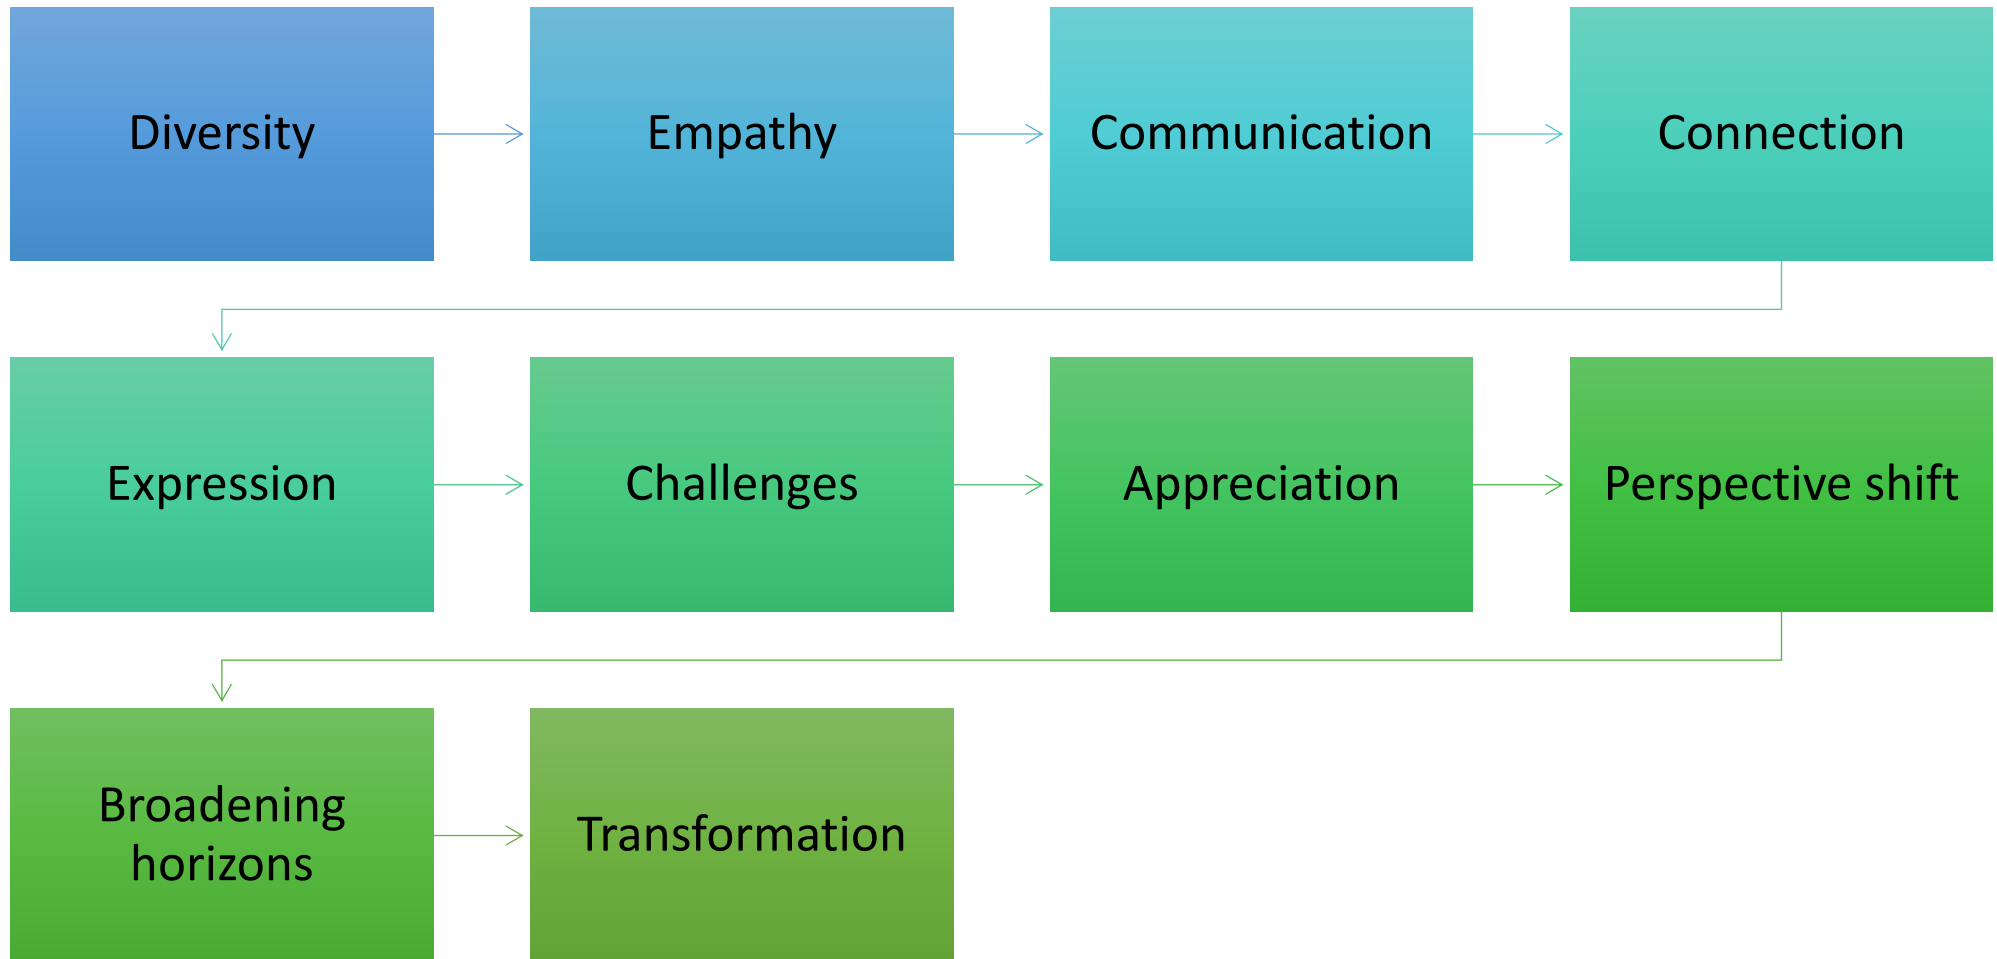 Diversity
Empathy
Communication
Connection
Expression
Challenges
Appreciation
Perspective shift
Broadening
horizons
Transformation